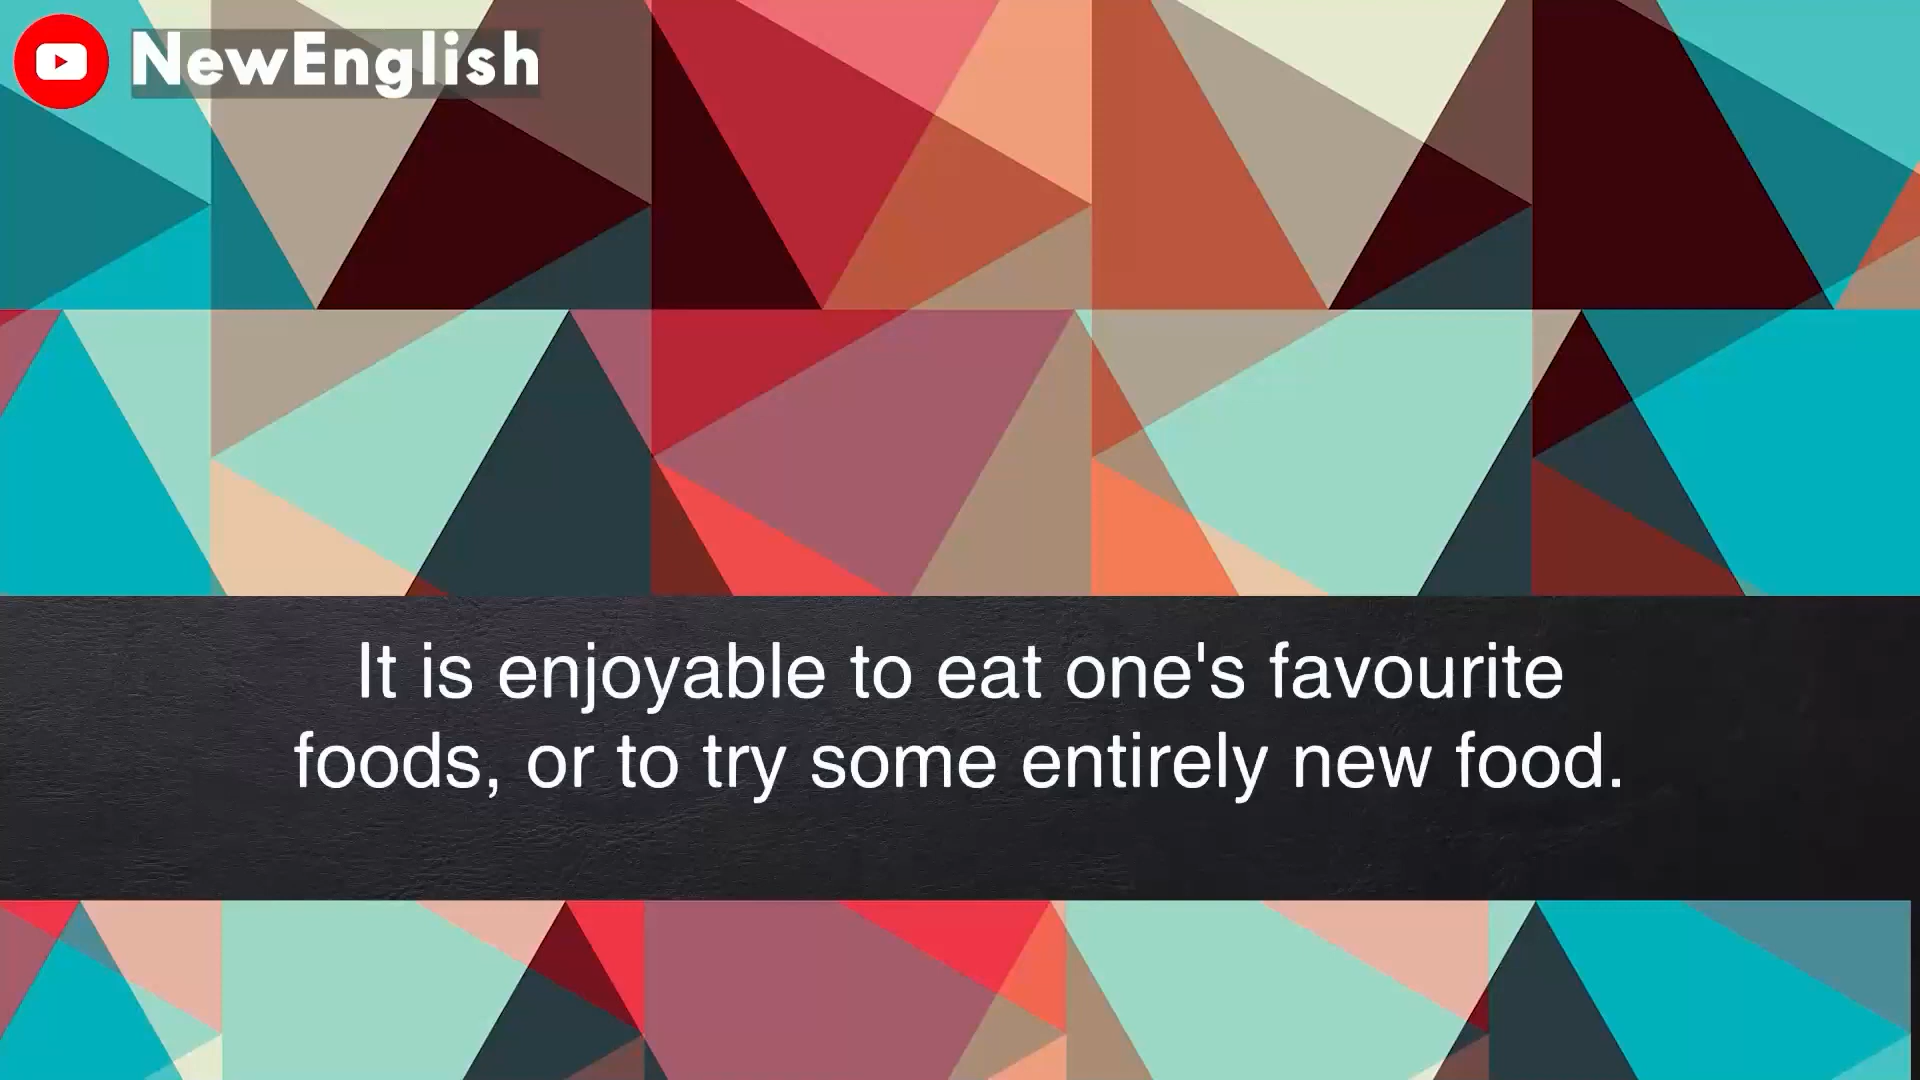 NewEnglish
It is enjoyable to eat one's favourite
foods, or to try some entirely new food.